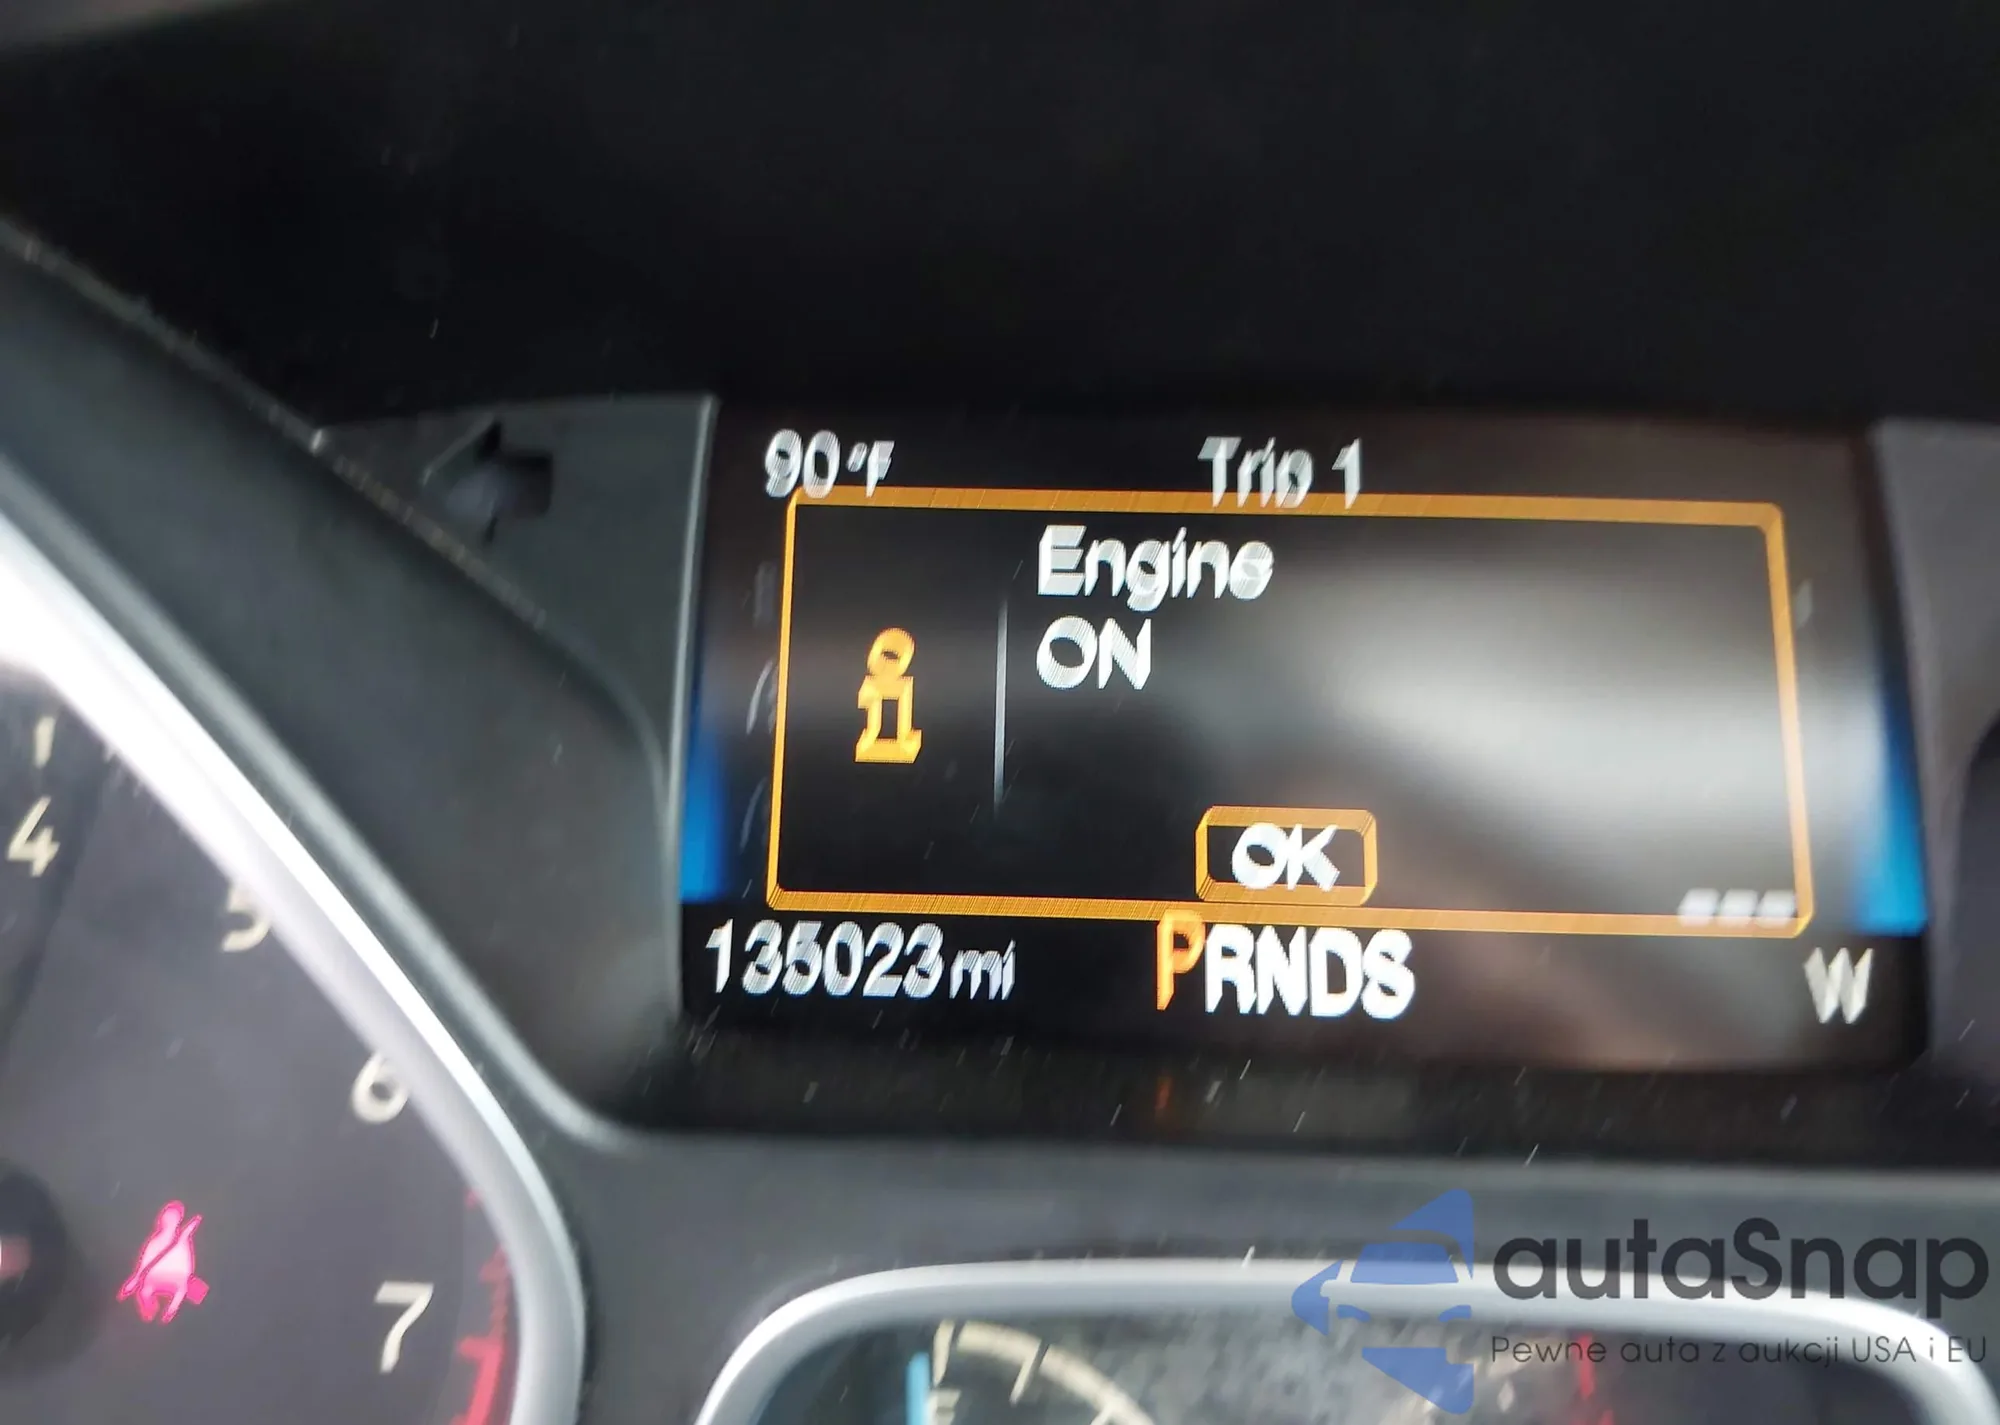 90°F Trip 1
Engine
ON
OK
135023 mi PRNDS W
4
5
6
7
autaSnap
Pewne auta z aukcji USA i EU